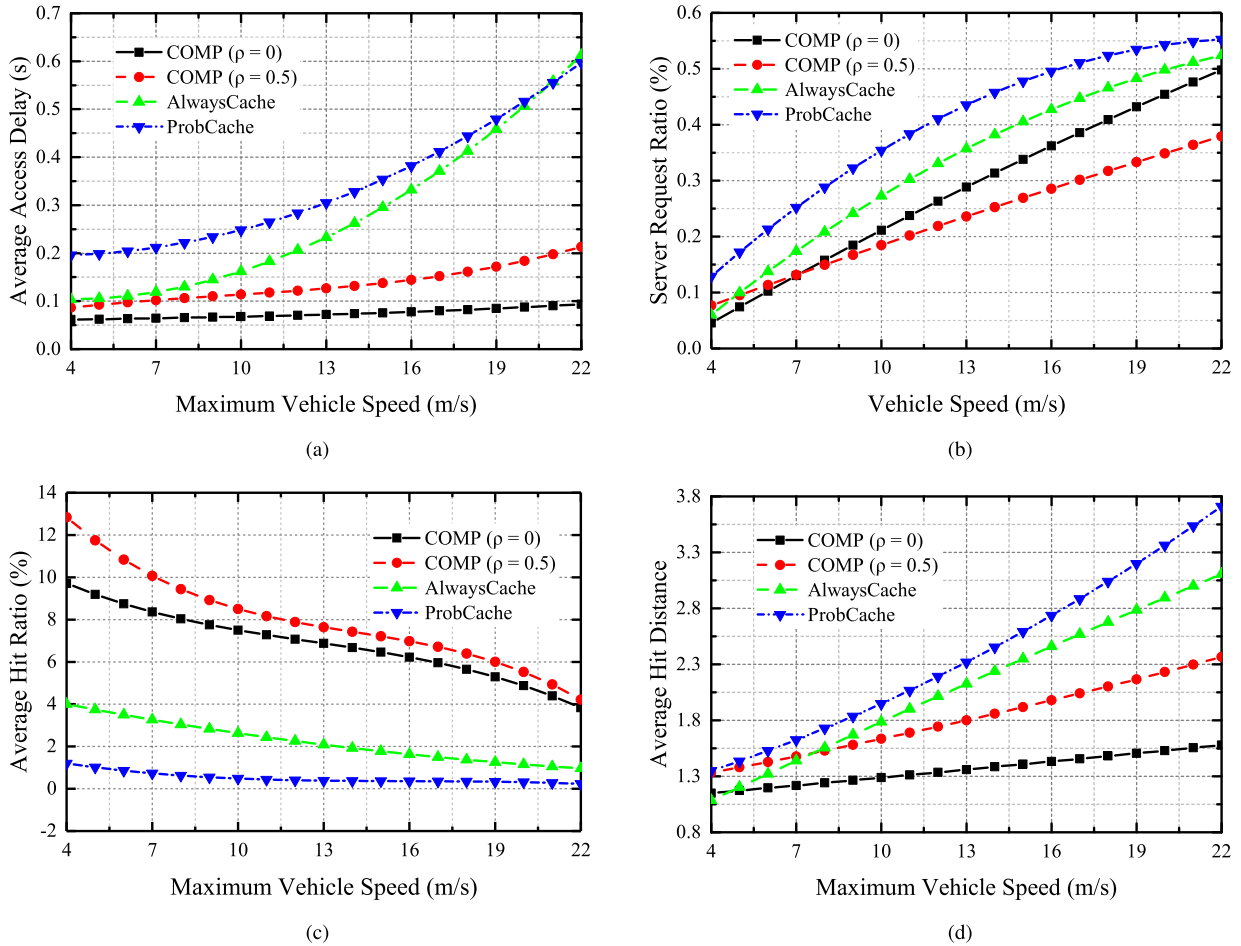 0.7
0.6
0.5
0.4
0.3
0.2
0.1
0.0
Average Access Delay (s)
COMP (ρ = 0)
COMP (ρ = 0.5)
AlwaysCache
ProbCache
4 7 10 13 16 19 22
Maximum Vehicle Speed (m/s)
(a)
0.6
0.5
0.4
0.3
0.2
0.1
0.0
Server Request Ratio (%)
COMP (ρ = 0)
COMP (ρ = 0.5)
AlwaysCache
ProbCache
4 7 10 13 16 19 22
Vehicle Speed (m/s)
(b)
14
12
10
8
6
4
2
0
-2
Average Hit Ratio (%)
COMP (ρ = 0)
COMP (ρ = 0.5)
AlwaysCache
ProbCache
4 7 10 13 16 19 22
Maximum Vehicle Speed (m/s)
(c)
3.8
3.3
2.8
2.3
1.8
1.3
0.8
Average Hit Distance
COMP (ρ = 0)
COMP (ρ = 0.5)
AlwaysCache
ProbCache
4 7 10 13 16 19 22
Maximum Vehicle Speed (m/s)
(d)